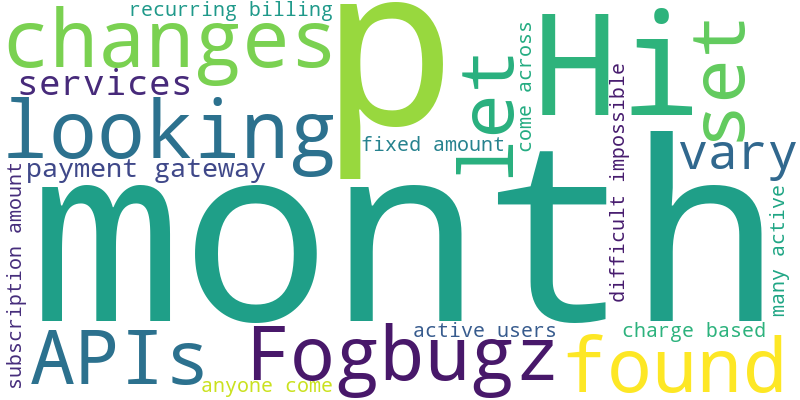 recurring billing
changes
p
Hi
set
let
come across
services
looking
fixed amount
difficult impossible
vary
payment gateway
month
subscription amount
many active
APIs
Fogbugz
active users
charge based
found
anyone come